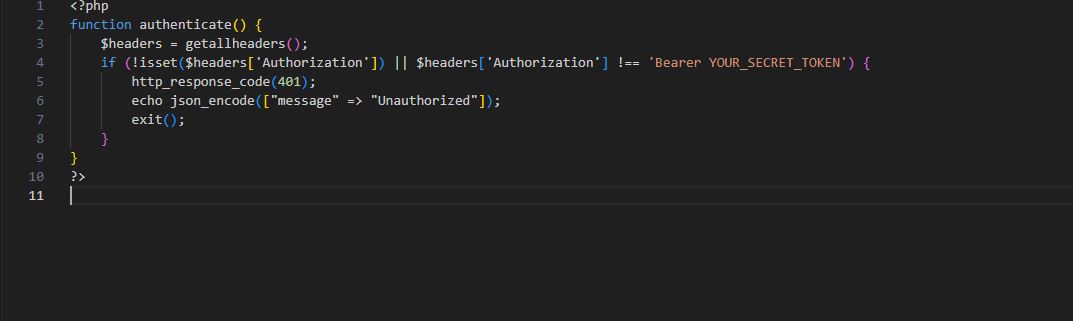 1 <?php
2 function authenticate() {
3     $headers = getallheaders();
4     if (!isset($headers['Authorization']) || $headers['Authorization'] !== 'Bearer YOUR_SECRET_TOKEN') {
5         http_response_code(401);
6         echo json_encode(["message" => "Unauthorized"]);
7         exit();
8     }
9 }
10 ?>
11